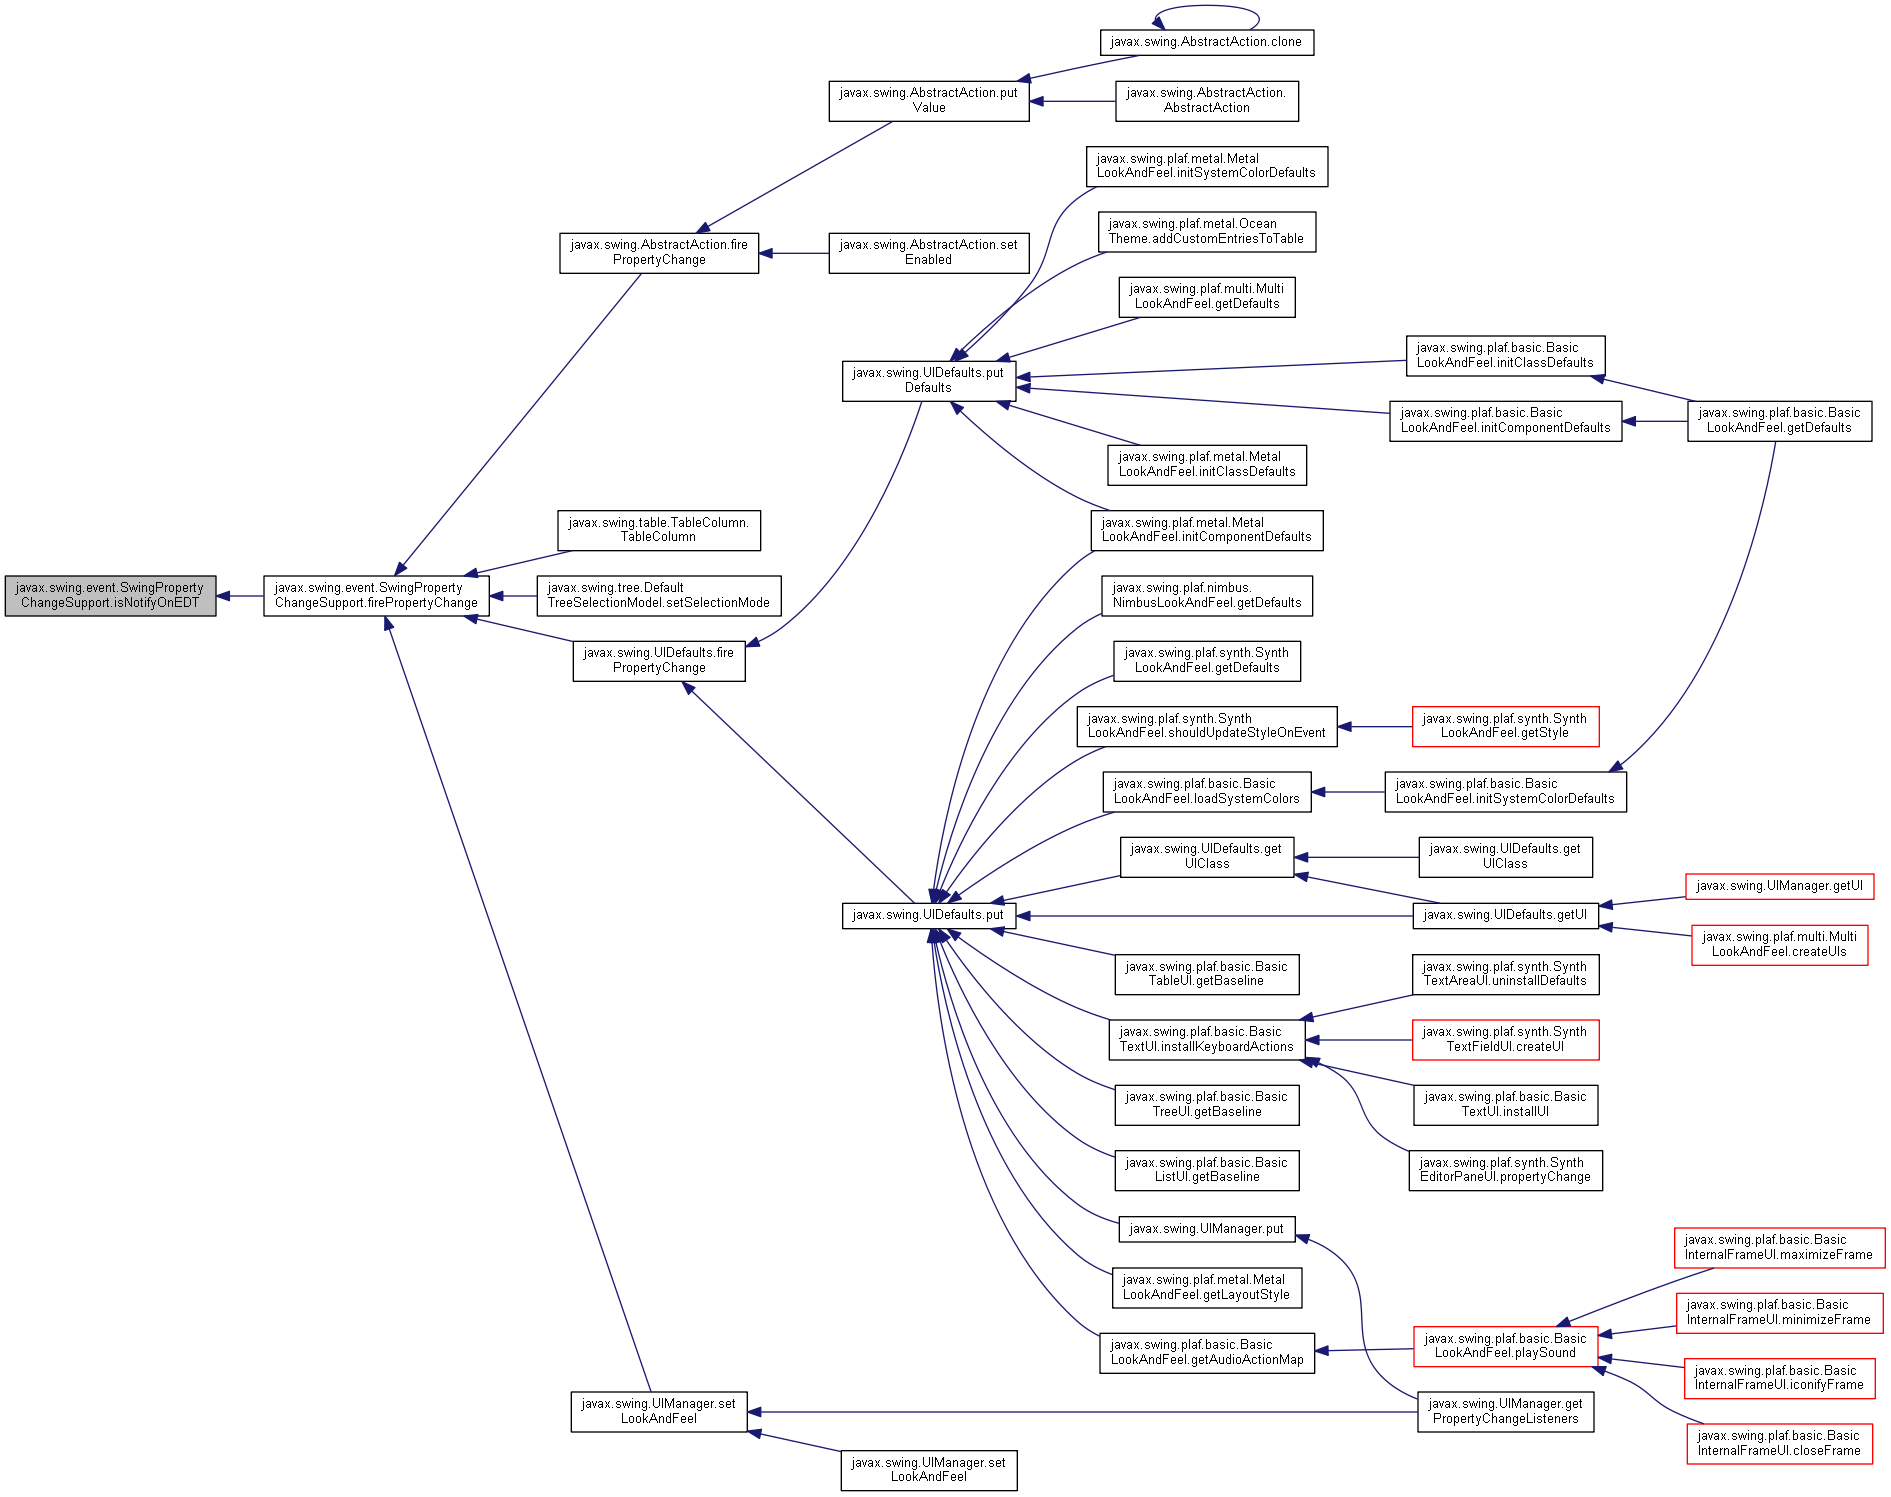 javax.swing.AbstractAction.clone
javax.swing.AbstractAction.put
Value
javax.swing.AbstractAction.
AbstractAction
javax.swing.plaf.metal.Metal
LookAndFeel.initSystemColorDefaults
javax.swing.plaf.metal.Ocean
Theme.addCustomEntriesToTable
javax.swing.AbstractAction.fire
PropertyChange
javax.swing.AbstractAction.set
Enabled
javax.swing.plaf.multi.Multi
LookAndFeel.getDefaults
javax.swing.UIDefaults.put
Defaults
javax.swing.plaf.basic.Basic
LookAndFeel.initClassDefaults
javax.swing.plaf.basic.Basic
LookAndFeel.initComponentDefaults
javax.swing.plaf.basic.Basic
LookAndFeel.getDefaults
javax.swing.plaf.metal.Metal
LookAndFeel.initClassDefaults
javax.swing.table.TableColumn.
TableColumn
javax.swing.plaf.metal.Metal
LookAndFeel.initComponentDefaults
javax.swing.event.SwingProperty
ChangeSupport.isNotifyOnEDT
javax.swing.event.SwingProperty
ChangeSupport.firePropertyChange
javax.swing.tree.Default
TreeSelectionModel.setSelectionMode
javax.swing.plaf.nimbus.
NimbusLookAndFeel.getDefaults
javax.swing.UIDefaults.fire
PropertyChange
javax.swing.plaf.synth.Synth
LookAndFeel.getDefaults
javax.swing.plaf.synth.Synth
LookAndFeel.shouldUpdateStyleOnEvent
javax.swing.plaf.synth.Synth
LookAndFeel.getStyle
javax.swing.plaf.basic.Basic
LookAndFeel.loadSystemColors
javax.swing.plaf.basic.Basic
LookAndFeel.initSystemColorDefaults
javax.swing.UIDefaults.get
UIClass
javax.swing.UIDefaults.get
UIClass
javax.swing.UIManager.getUI
javax.swing.UIDefaults.put
javax.swing.UIDefaults.getUI
javax.swing.plaf.multi.Multi
LookAndFeel.createUIs
javax.swing.plaf.basic.Basic
TableUI.getBaseline
javax.swing.plaf.synth.Synth
TextAreaUI.uninstallDefaults
javax.swing.plaf.basic.Basic
TextUI.installKeyboardActions
javax.swing.plaf.synth.Synth
TextFieldUI.createUI
javax.swing.plaf.basic.Basic
TreeUI.getBaseline
javax.swing.plaf.basic.Basic
TextUI.installUI
javax.swing.plaf.basic.Basic
ListUI.getBaseline
javax.swing.plaf.synth.Synth
EditorPaneUI.propertyChange
javax.swing.UIManager.put
javax.swing.plaf.basic.Basic
InternalFrameUI.maximizeFrame
javax.swing.plaf.metal.Metal
LookAndFeel.getLayoutStyle
javax.swing.plaf.basic.Basic
InternalFrameUI.minimizeFrame
javax.swing.plaf.basic.Basic
LookAndFeel.getAudioActionMap
javax.swing.plaf.basic.Basic
LookAndFeel.playSound
javax.swing.plaf.basic.Basic
InternalFrameUI.iconifyFrame
javax.swing.UIManager.set
LookAndFeel
javax.swing.UIManager.get
PropertyChangeListeners
javax.swing.plaf.basic.Basic
InternalFrameUI.closeFrame
javax.swing.UIManager.set
LookAndFeel